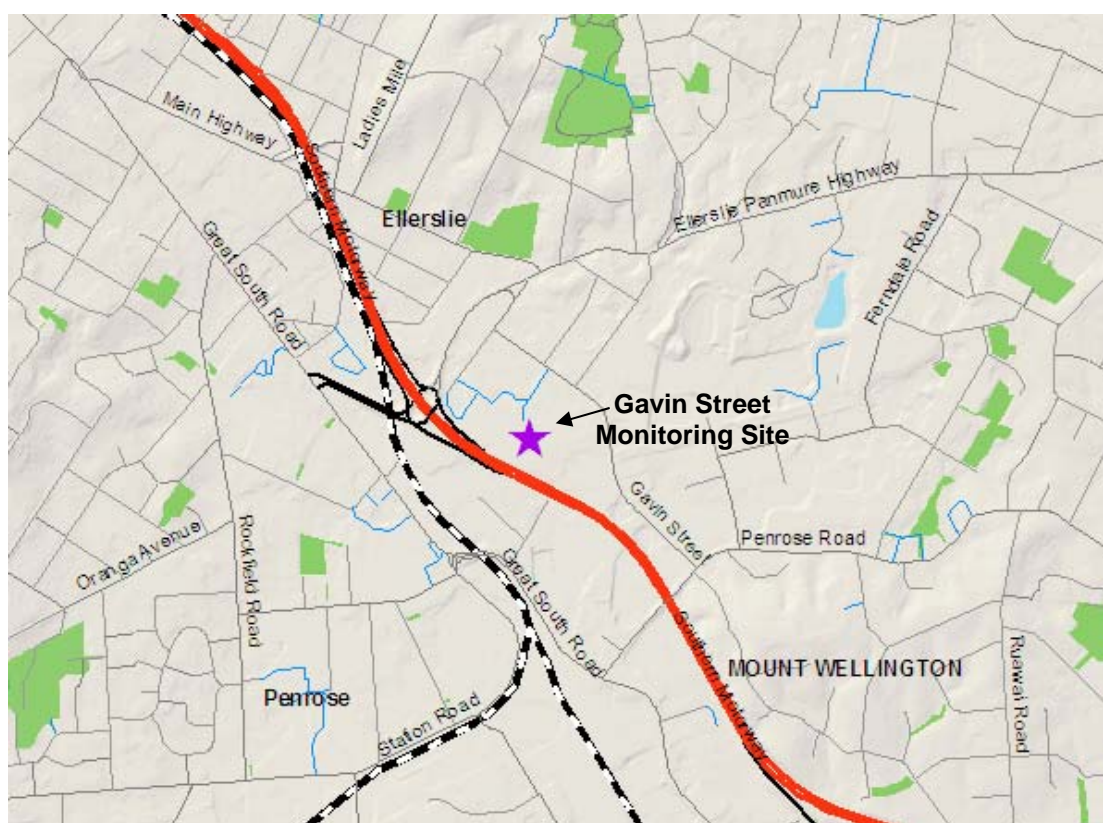 Main Highway
Ladies Mile
Southern Motorway
Ellerslie
Ellerslie Panmure Highway
Great South Road
Ferndale Road
Gavin Street
Monitoring Site
Gavin Street
Penrose Road
Oranga Avenue
Rockfield Road
Great South Road
Southern Motorway
MOUNT WELLINGTON
Ruawai Road
Penrose
Station Road